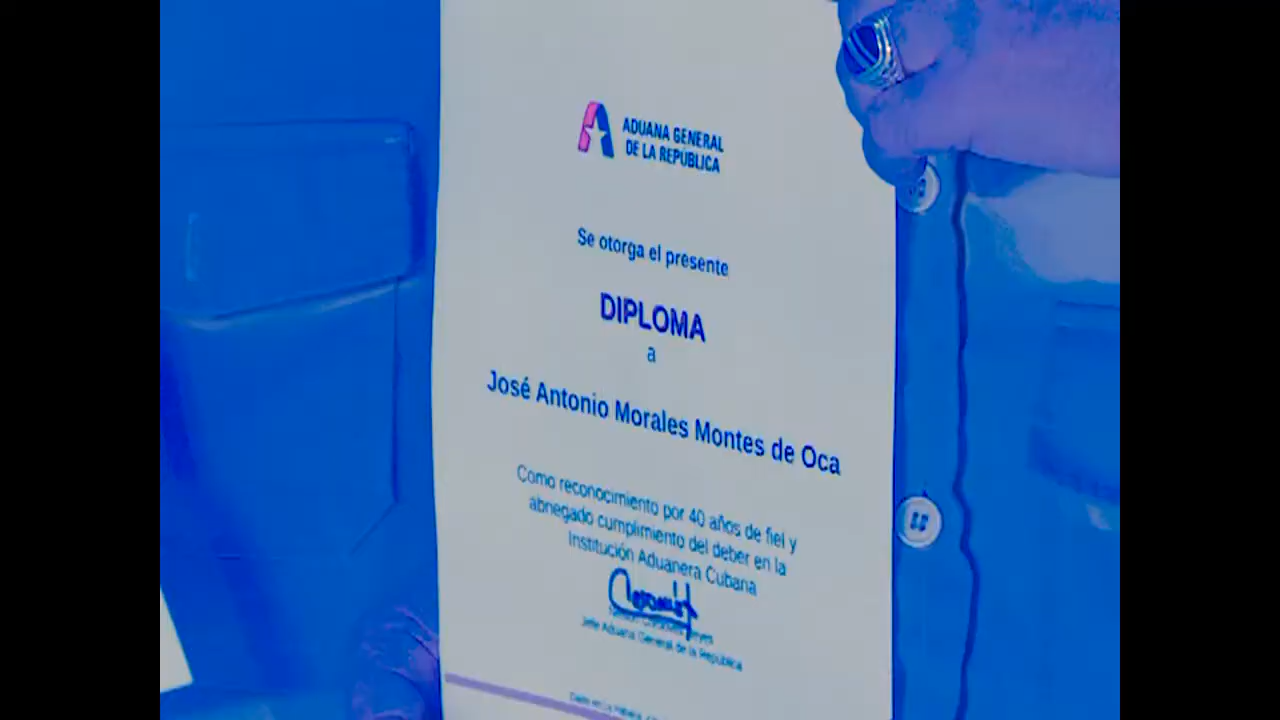 ADUANA GENERAL
DE LA REPÚBLICA
Se otorga el presente
DIPLOMA
a
José Antonio Morales Montes de Oca
Como reconocimiento por 40 años de fiel y
abnegado cumplimiento del deber en la
Institución Aduanera Cubana
Jefe Aduana General de la República